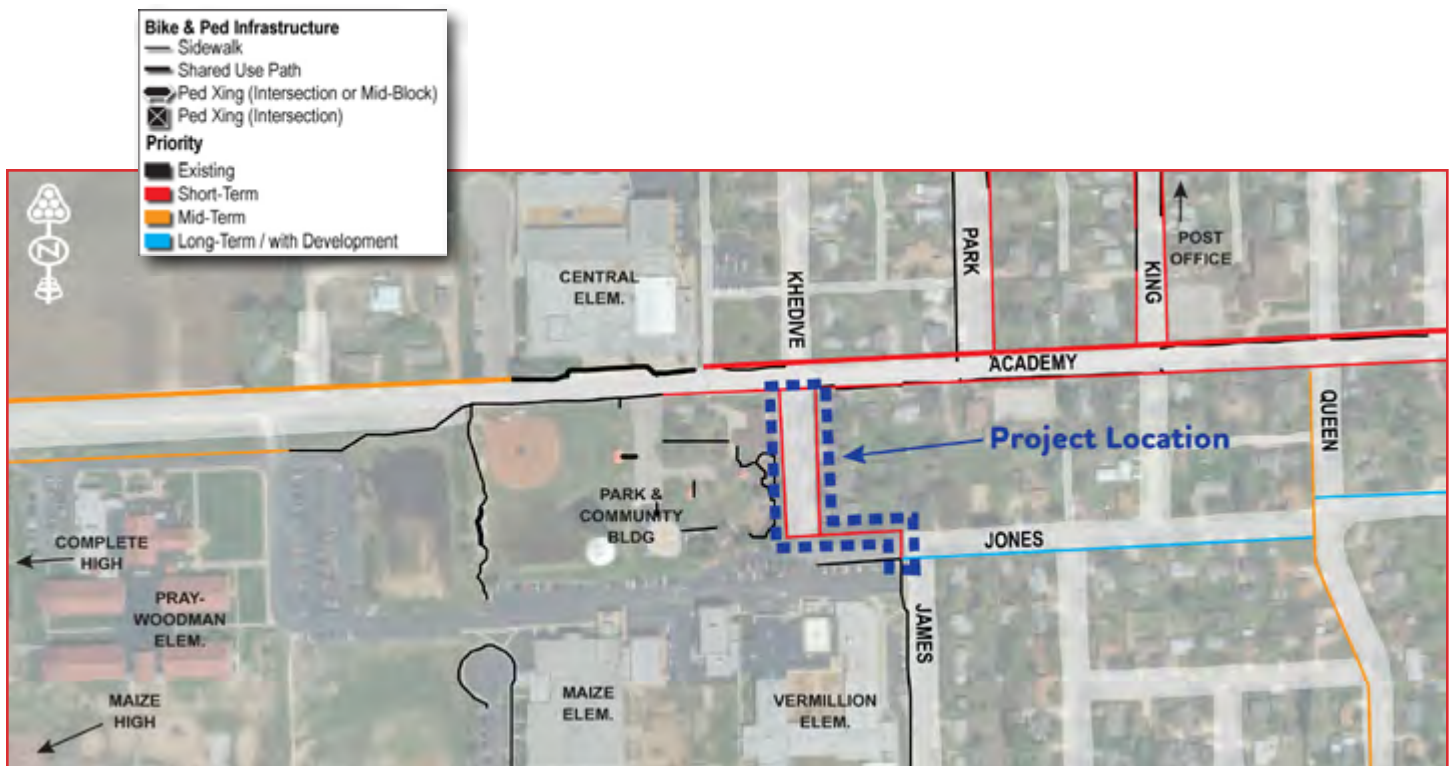 Bike & Ped Infrastructure
Sidewalk
Shared Use Path
Ped Xing (Intersection or Mid-Block)
Ped Xing (Intersection)
Priority
Existing
Short-Term
Mid-Term
Long-Term / with Development
N
CENTRAL
ELEM.
KHEDIVE
PARK
KING
POST
OFFICE
ACADEMY
QUEEN
Project Location
PARK &
COMMUNITY
BLDG
JONES
COMPLETE
HIGH
PRAY-
WOODMAN
ELEM.
JAMES
MAIZE
HIGH
MAIZE
ELEM.
VERMILLION
ELEM.